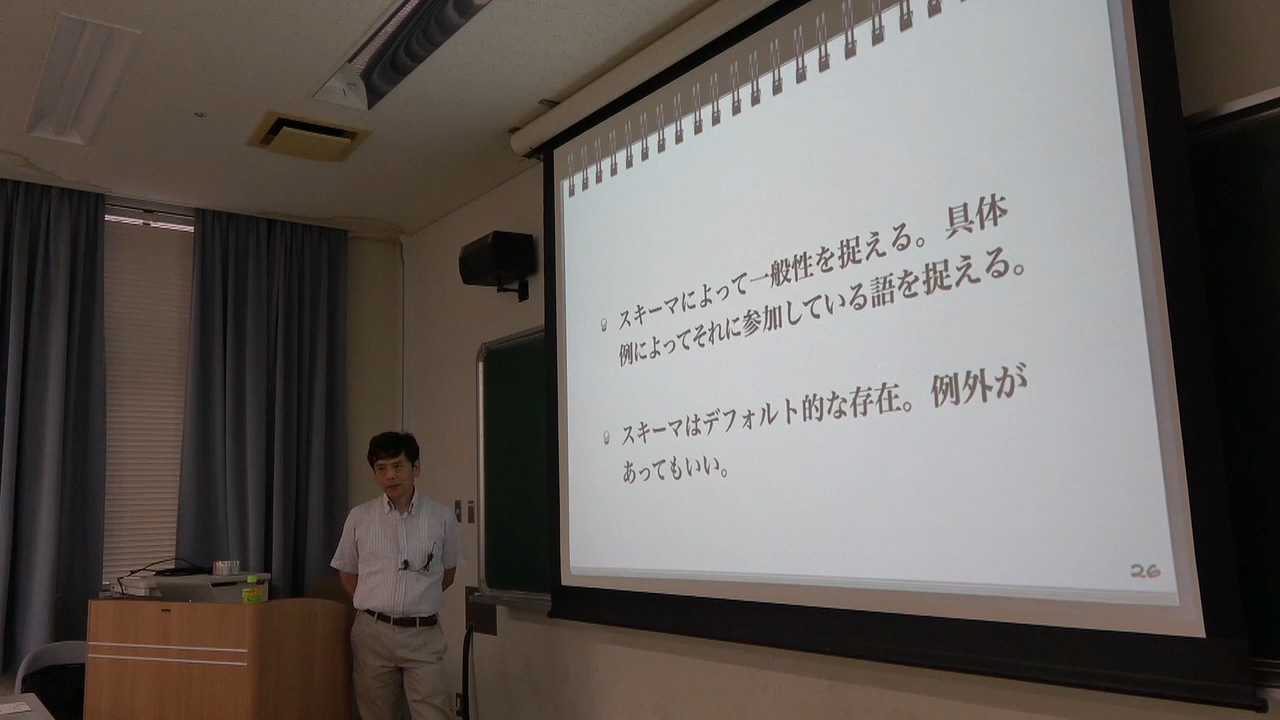 スキーマによって一般性を捉える。具体
例によってそれに参加している語を捉える。
スキーマはデフォルト的な存在。例外が
あってもいい。
26